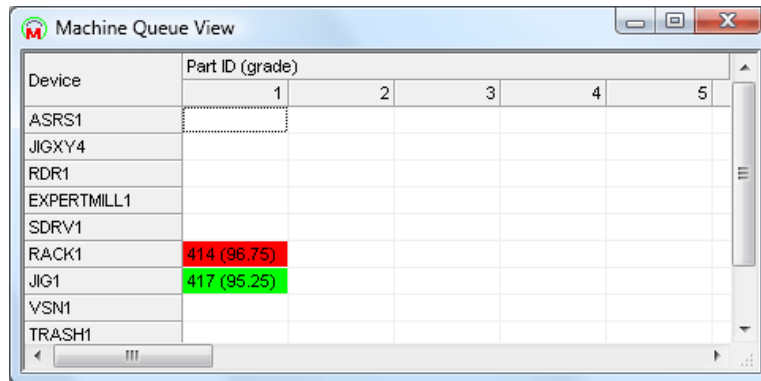 Machine Queue View
Device
Part ID (grade)
1 2 3 4 5
ASRS1
JIGXY4
RDR1
EXPERTMILL1
SDRV1
RACK1 414 (96.75)
JIG1 417 (95.25)
VSN1
TRASH1